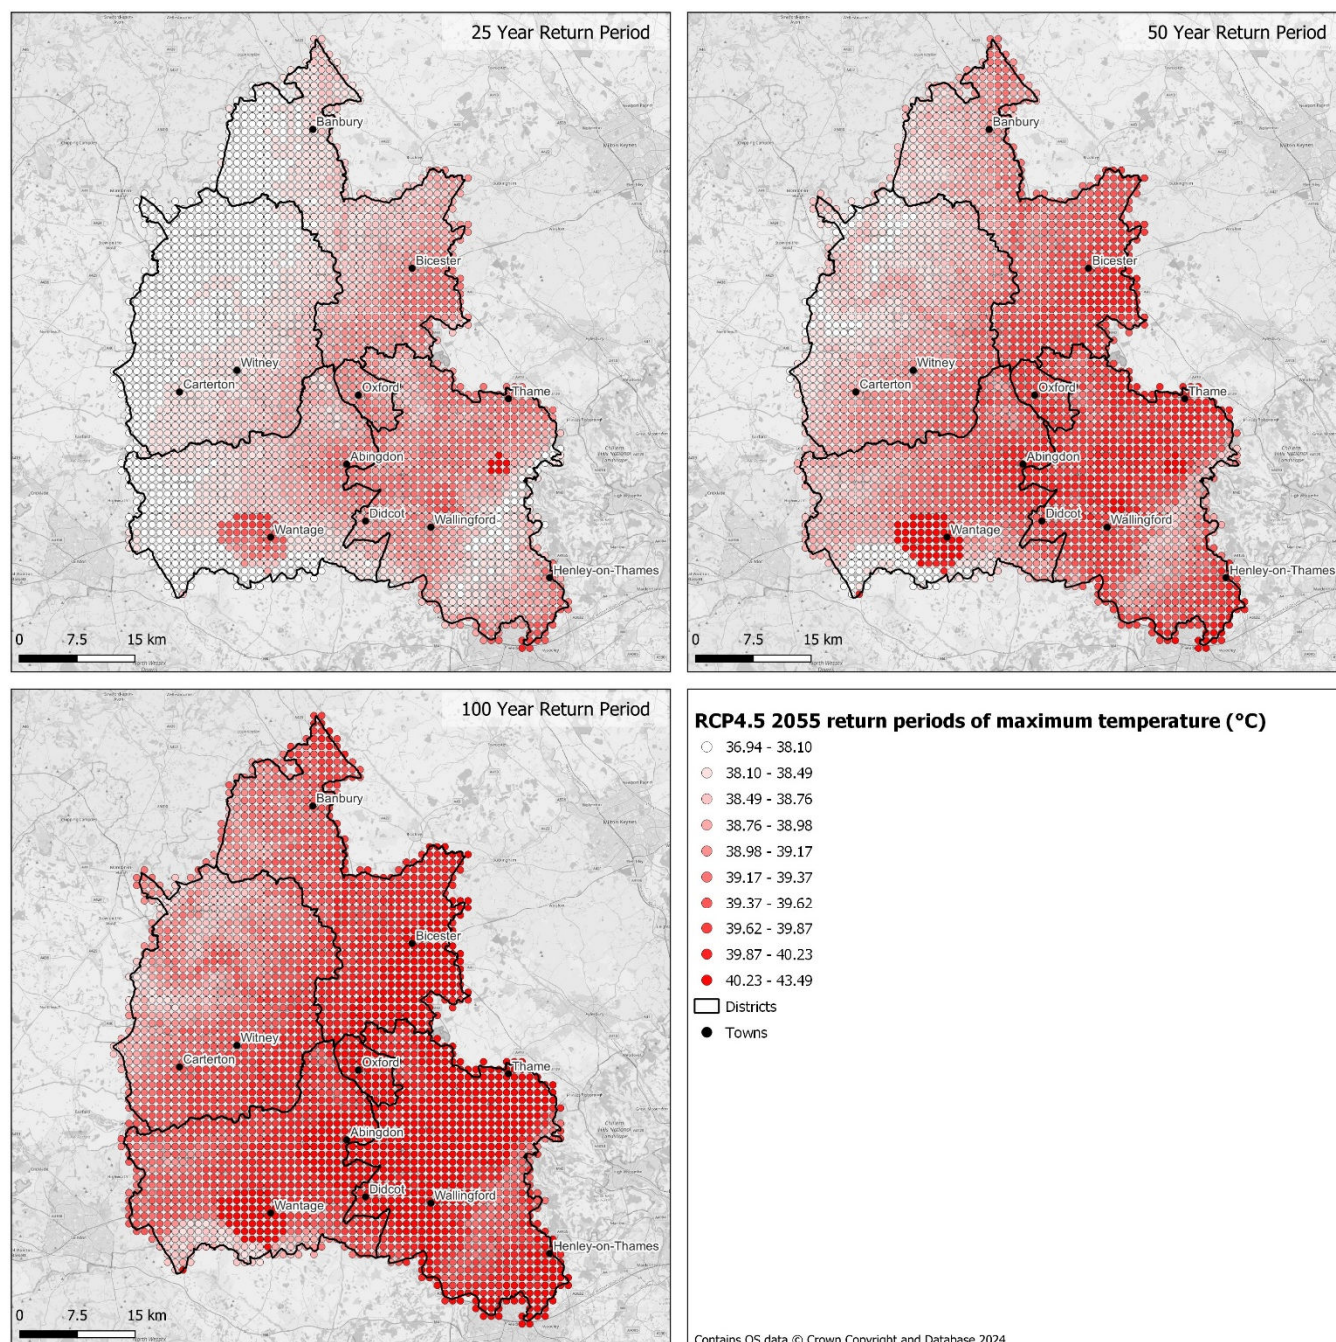 25 Year Return Period
Banbury
Bicester
Witney
Carterton
Oxford
Thame
Abingdon
Didcot
Wallingford
Wantage
Henley-on-Thames
0 7.5 15 km
50 Year Return Period
Banbury
Bicester
Witney
Carterton
Oxford
Thame
Abingdon
Didcot
Wallingford
Wantage
Henley-on-Thames
0 7.5 15 km
100 Year Return Period
Banbury
Bicester
Witney
Carterton
Oxford
Thame
Abingdon
Didcot
Wallingford
Wantage
Henley-on-Thames
0 7.5 15 km
RCP4.5 2055 return periods of maximum temperature (°C)
36.94 - 38.10
38.10 - 38.49
38.49 - 38.76
38.76 - 38.98
38.98 - 39.17
39.17 - 39.37
39.37 - 39.62
39.62 - 39.87
39.87 - 40.23
40.23 - 43.49
Districts
Towns
Contains OS data © Crown Copyright and Database 2024